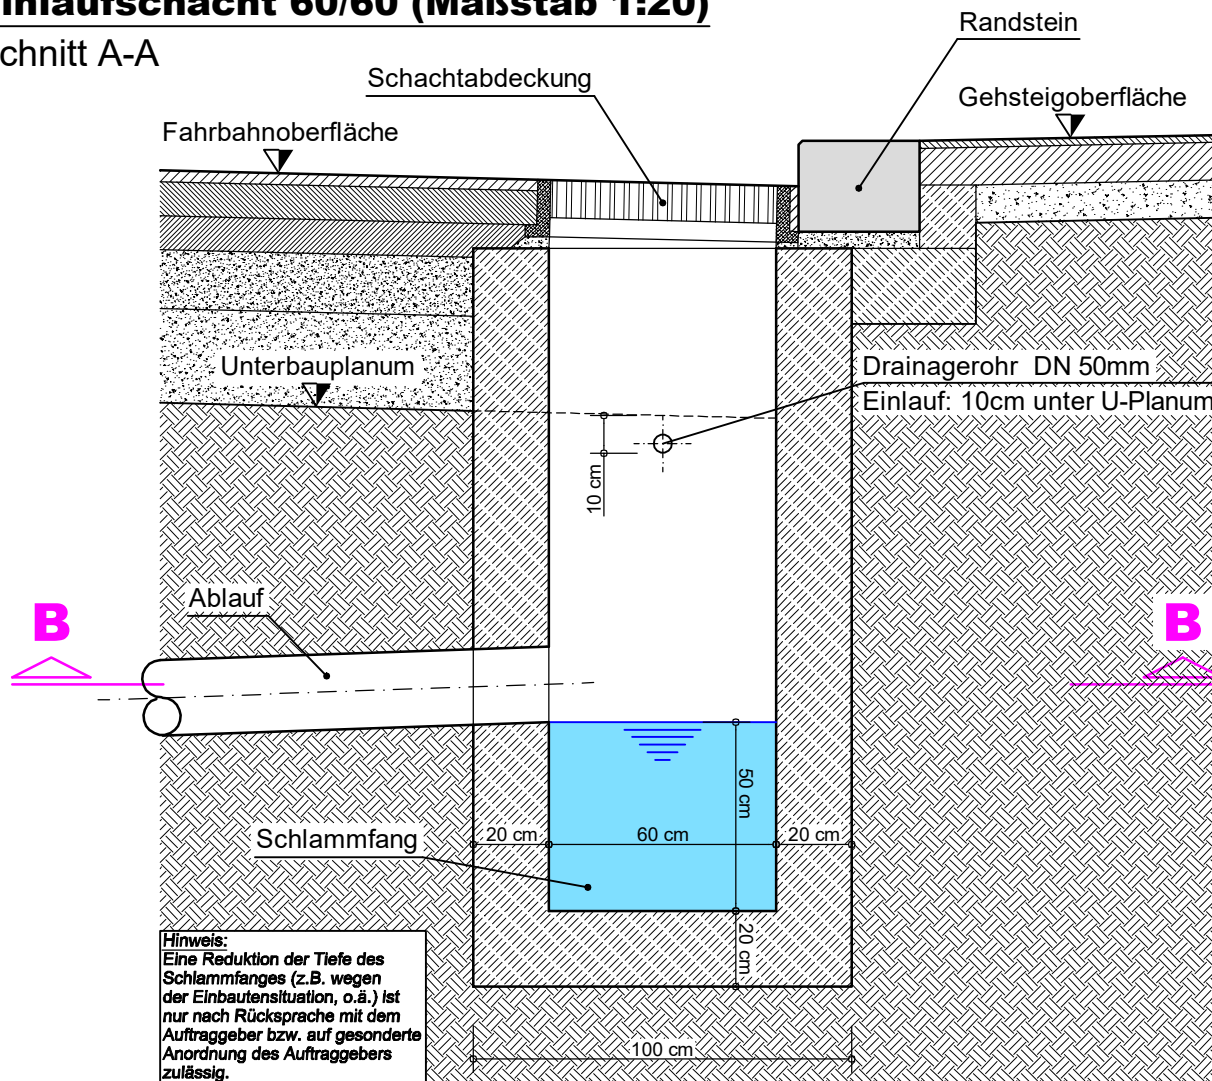 inlaufschacht 60/60 (Maßstab 1:20)
chnitt A-A
Randstein
Schachtabdeckung
Gehsteigoberfläche
Fahrbahnoberfläche
Unterbauplanum
Drainagerohr DN 50mm
Einlauf: 10cm unter U-Planum
10 cm
Ablauf
B
B
50 cm
20 cm
60 cm
20 cm
Schlammfang
20 cm
Hinweis:
Eine Reduktion der Tiefe des
Schlammfanges (z.B. wegen
der Einbautensituation, o.ä.) ist
nur nach Rücksprache mit dem
Auftraggeber bzw. auf gesonderte
Anordnung des Auftraggebers
zulässig.
100 cm